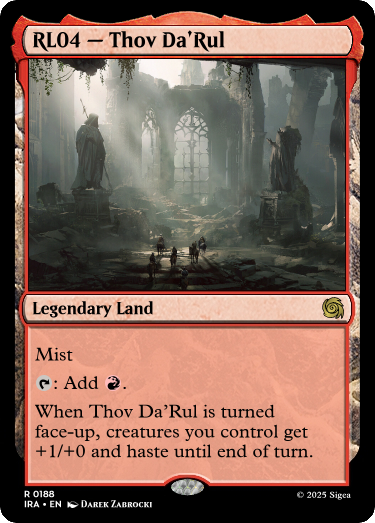 RL04 — Thov Da'Rul
Legendary Land
Mist
: Add .
When Thov Da'Rul is turned
face-up, creatures you control get
+1/+0 and haste until end of turn.
R 0188
IRA • EN DAREK ZABROCKI
© 2025 Sigea